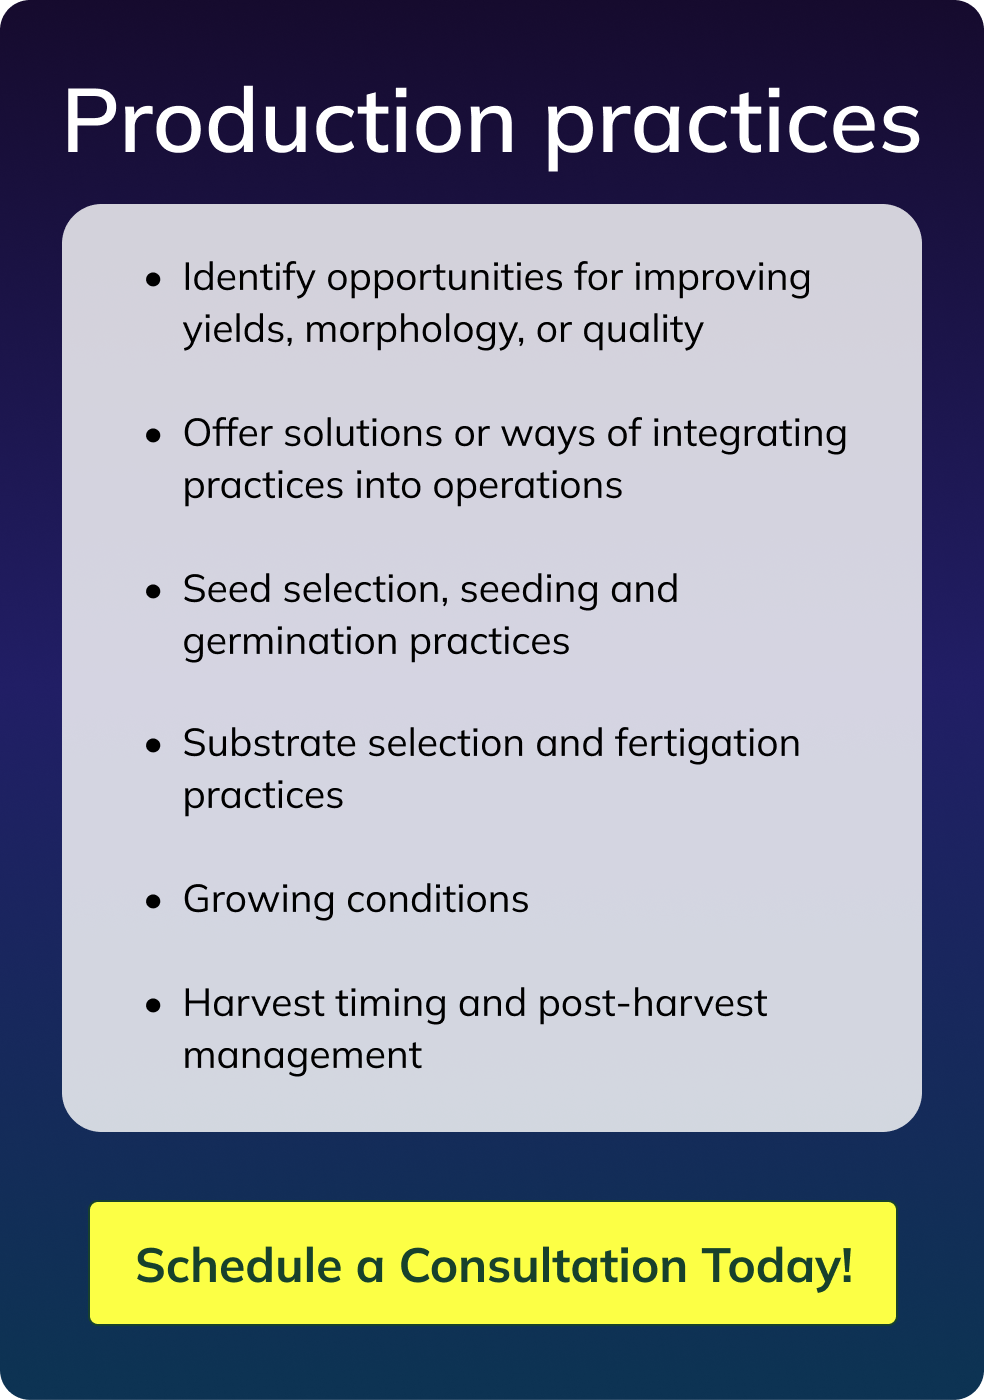 Production practices
• Identify opportunities for improving
yields, morphology, or quality
• Offer solutions or ways of integrating
practices into operations
• Seed selection, seeding and
germination practices
• Substrate selection and fertigation
practices
• Growing conditions
• Harvest timing and post-harvest
management
Schedule a Consultation Today!